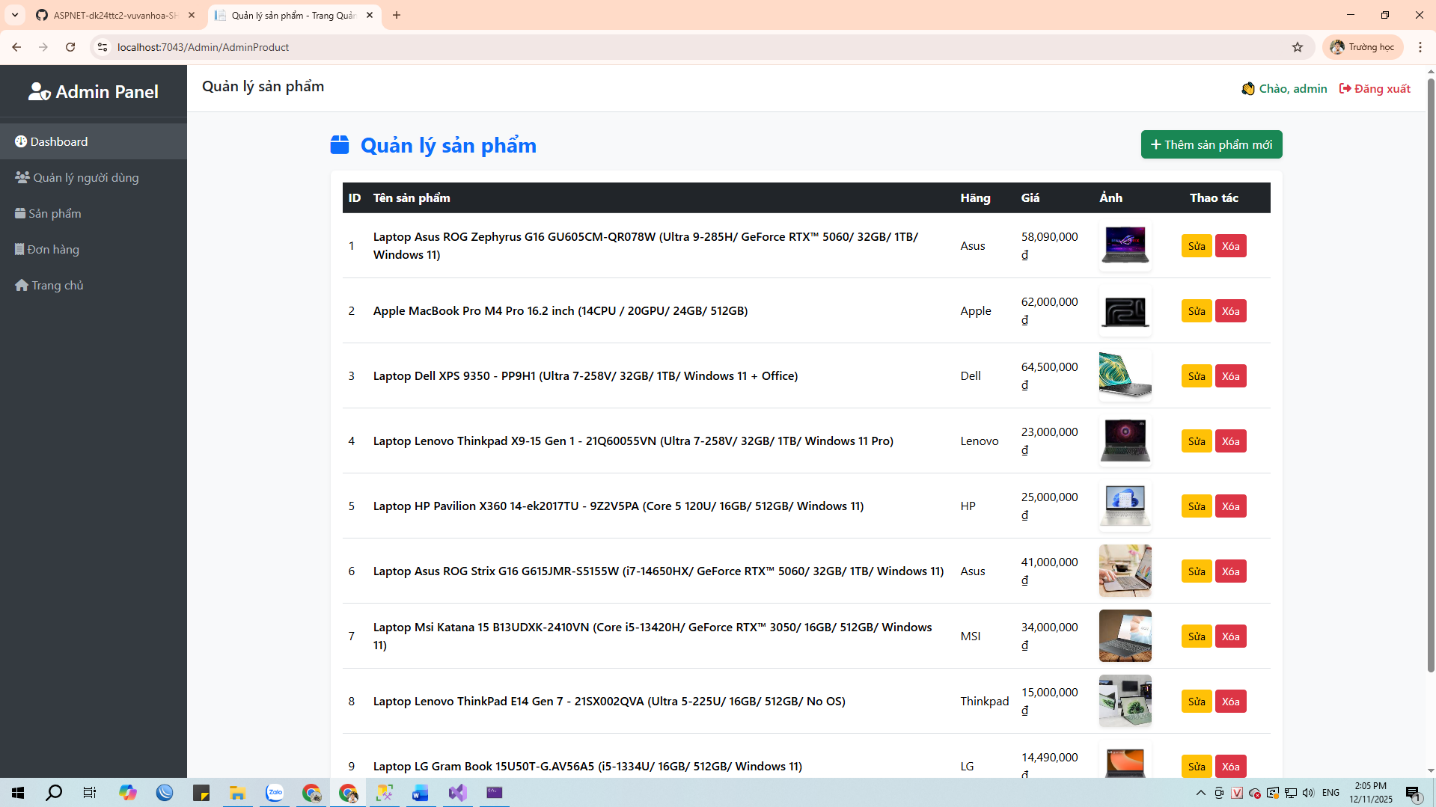 ASPNET-dk24ttc2-vuvanhoa-SH
Quản lý sản phẩm - Trang Quản
localhost:7043/Admin/AdminProduct
Trường học
Admin Panel
Quản lý sản phẩm
Chào, admin
Đăng xuất
Dashboard
Quản lý người dùng
Sản phẩm
Đơn hàng
Trang chủ
Quản lý sản phẩm
+ Thêm sản phẩm mới
ID Tên sản phẩm Hãng Giá Ảnh Thao tác
1 Laptop Asus ROG Zephyrus G16 GU605CM-QR078W (Ultra 9-285H/ GeForce RTX™ 5060/ 32GB/ 1TB/ Asus 58,090,000 Sửa Xóa
Windows 11) ₫
2 Apple MacBook Pro M4 Pro 16.2 inch (14CPU / 20GPU/ 24GB/ 512GB) Apple 62,000,000 Sửa Xóa
₫
3 Laptop Dell XPS 9350 - PP9H1 (Ultra 7-258V/ 32GB/ 1TB/ Windows 11 + Office) Dell 64,500,000 Sửa Xóa
₫
4 Laptop Lenovo Thinkpad X9-15 Gen 1 - 21Q60055VN (Ultra 7-258V/ 32GB/ 1TB/ Windows 11 Pro) Lenovo 23,000,000 Sửa Xóa
₫
5 Laptop HP Pavilion X360 14-ek2017TU - 9Z2V5PA (Core 5 120U/ 16GB/ 512GB/ Windows 11) HP 25,000,000 Sửa Xóa
₫
6 Laptop Asus ROG Strix G16 G615JMR-S5155W (i7-14650HX/ GeForce RTX™ 5060/ 32GB/ 1TB/ Windows 11) Asus 41,000,000 Sửa Xóa
₫
7 Laptop Msi Katana 15 B13UDXK-2410VN (Core i5-13420H/ GeForce RTX™ 3050/ 16GB/ 512GB/ Windows MSI 34,000,000 Sửa Xóa
11) ₫
8 Laptop Lenovo ThinkPad E14 Gen 7 - 21SX002QVA (Ultra 5-225U/ 16GB/ 512GB/ No OS) Thinkpad 15,000,000 Sửa Xóa
₫
9 Laptop LG Gram Book 15U50T-G.AV56A5 (i5-1334U/ 16GB/ 512GB/ Windows 11) LG 14,490,000 Sửa Xóa
₫
Zalo
ENG
2:05 PM
12/11/2025
1